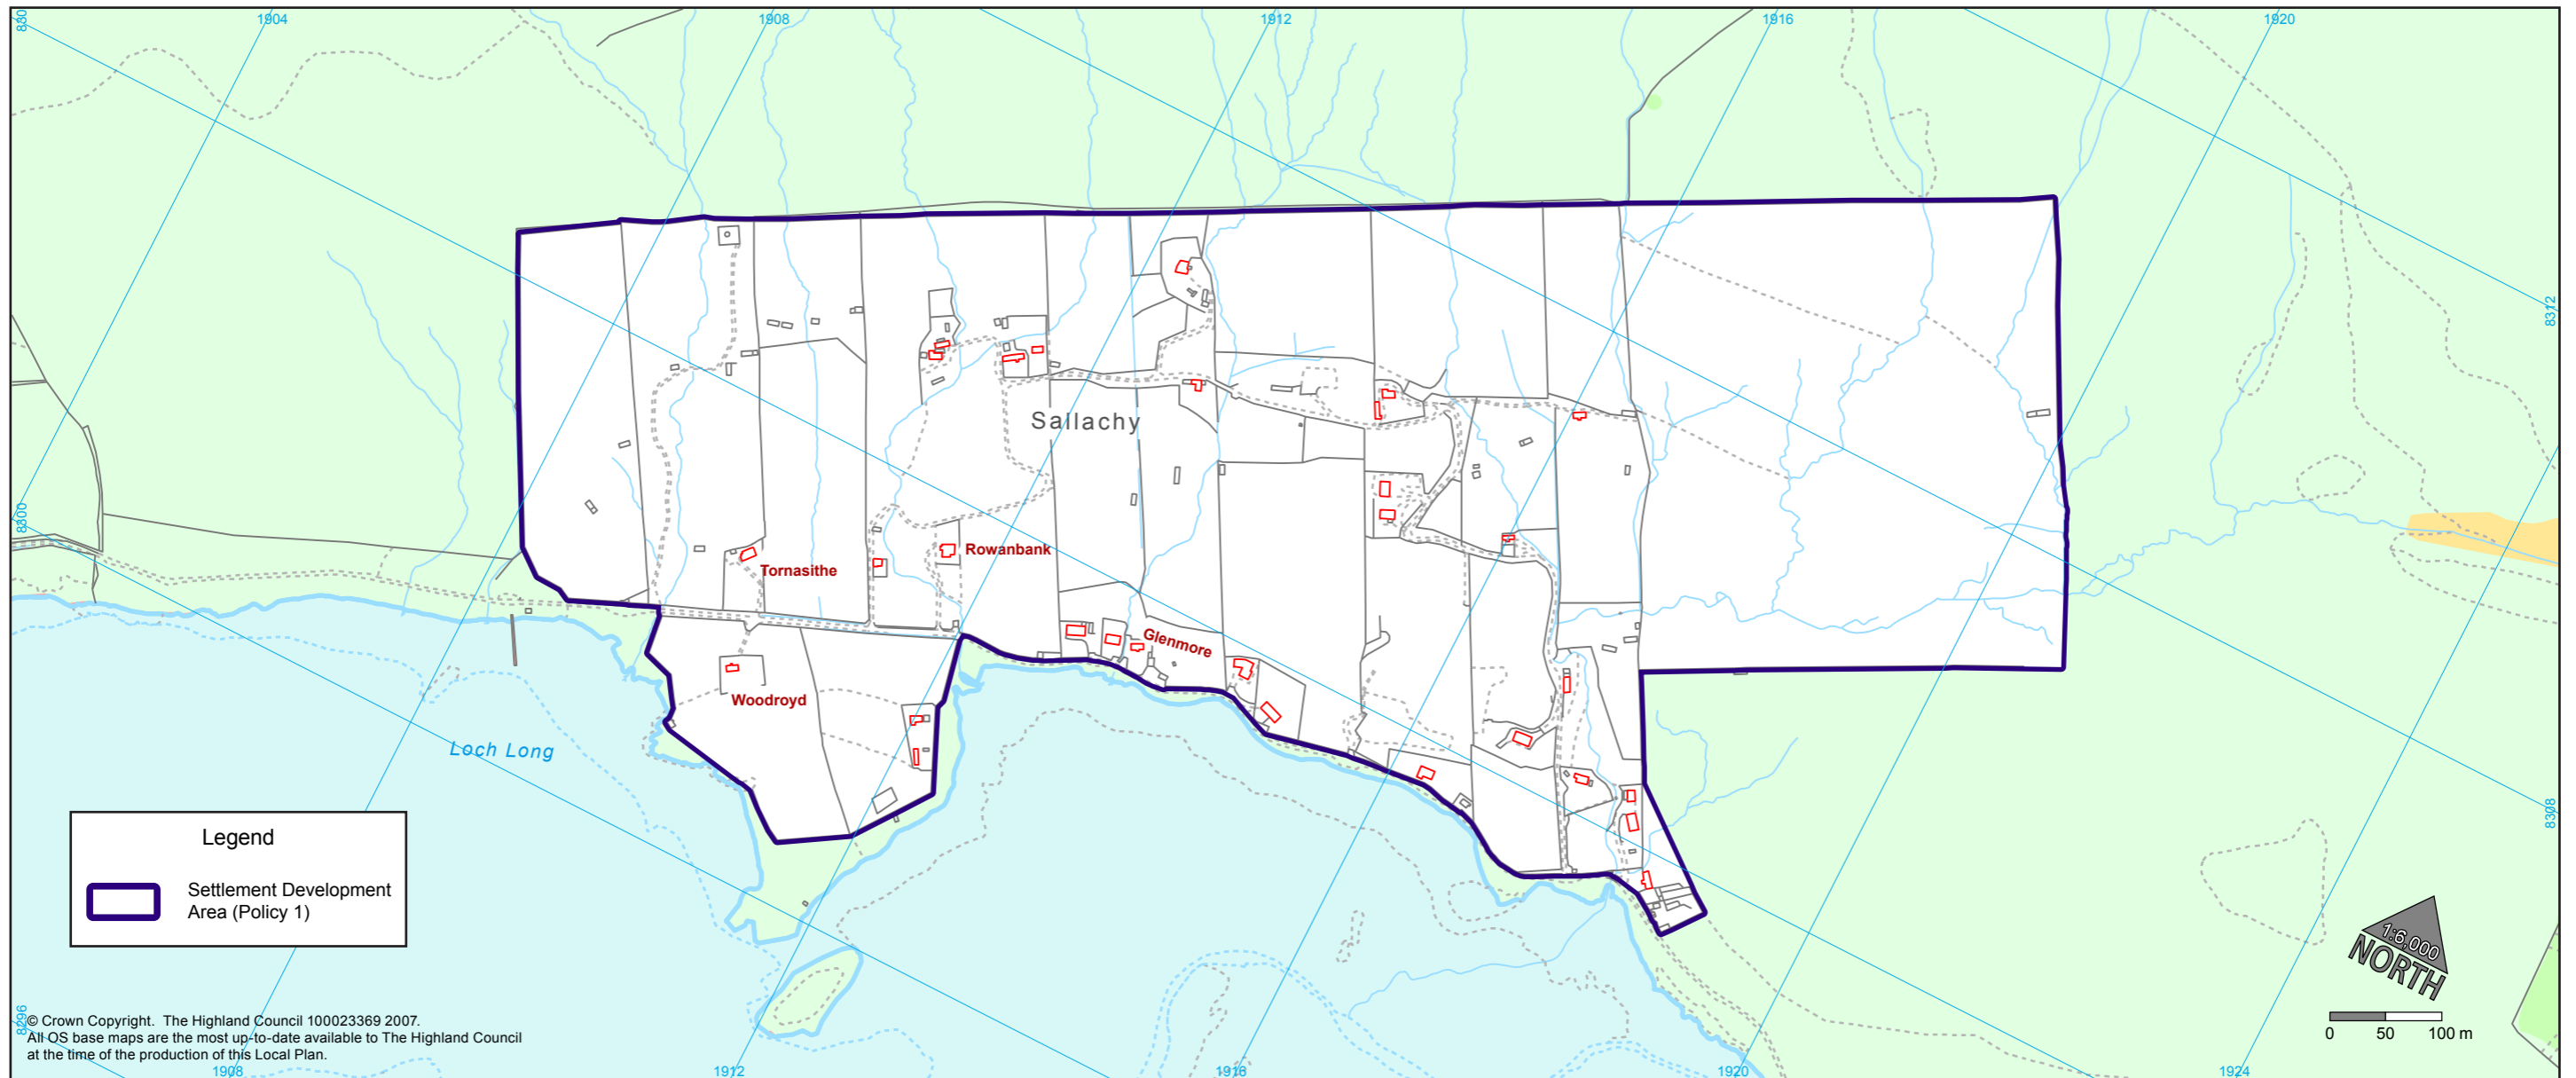 1904
1908
1912
1916
1920
830
8312
Sallachy
8300
Rowanbank
Tornasithe
Glenmore
Woodroyd
Loch Long
8308
Legend
Settlement Development
Area (Policy 1)
1:6,000
NORTH
0 50 100 m
8296
© Crown Copyright. The Highland Council 100023369 2007.
All OS base maps are the most up-to-date available to The Highland Council
at the time of the production of this Local Plan.
1908
1912
1916
1920
1924